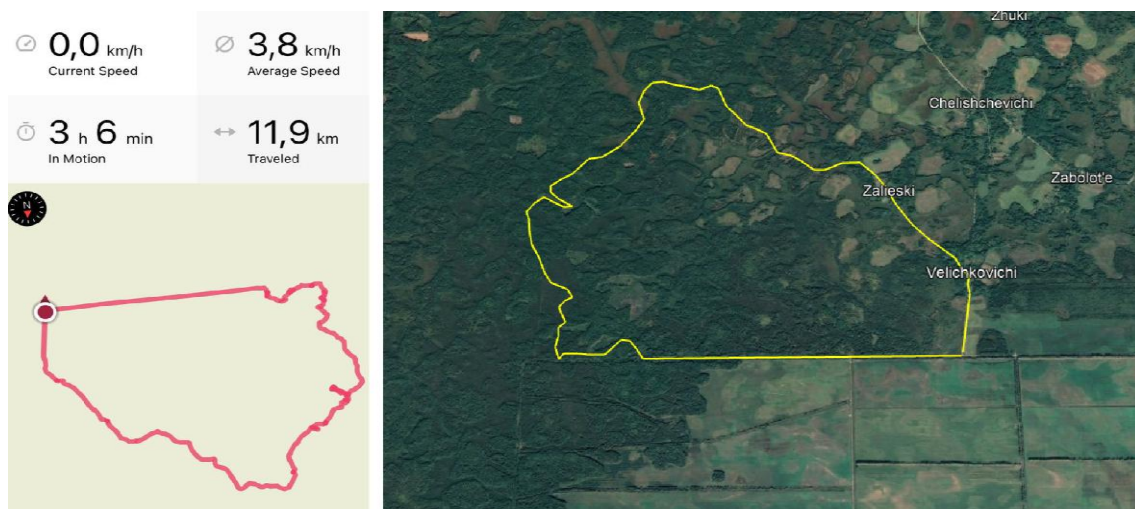 0,0 km/h
Current Speed
3,8 km/h
Average Speed
3 h 6 min
In Motion
11,9 km
Traveled
N
Zhuki
Chelishchevichi
Zabolot'e
Zalieski
Velichkovichi